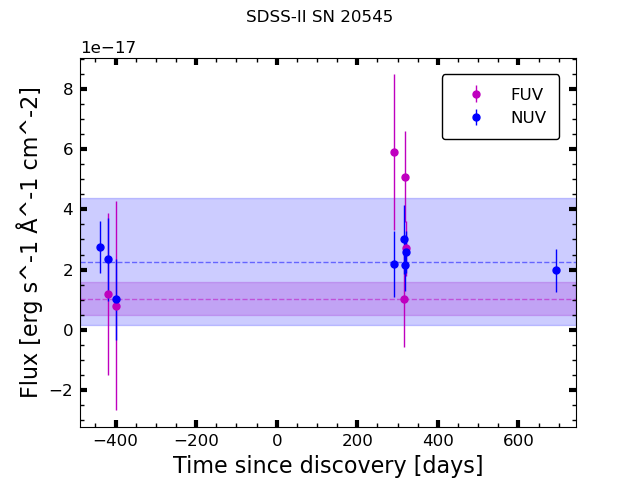 SDSS-II SN 20545
1e−17
FUV
NUV
8
6
4
2
0
−2
Flux [erg s^-1 Å^-1 cm^-2]
−400
−200
0
200
400
600
Time since discovery [days]